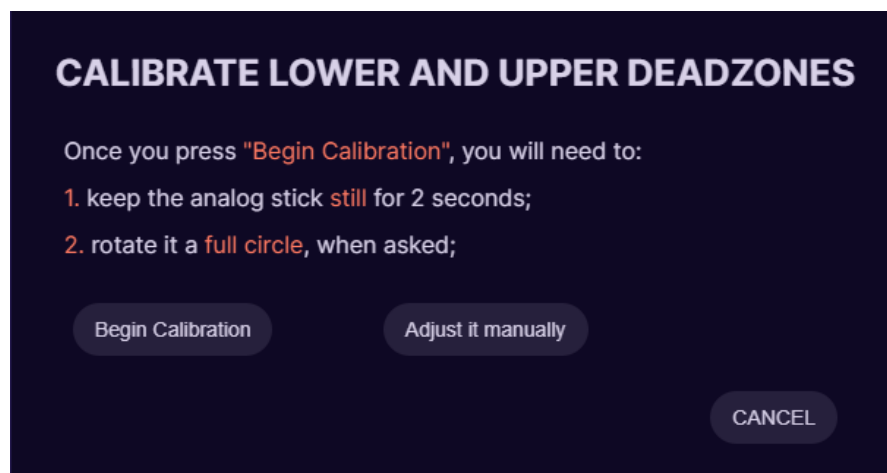 CALIBRATE LOWER AND UPPER DEADZONES
Once you press "Begin Calibration", you will need to:
1. keep the analog stick still for 2 seconds;
2. rotate it a full circle, when asked;
Begin Calibration
Adjust it manually
CANCEL